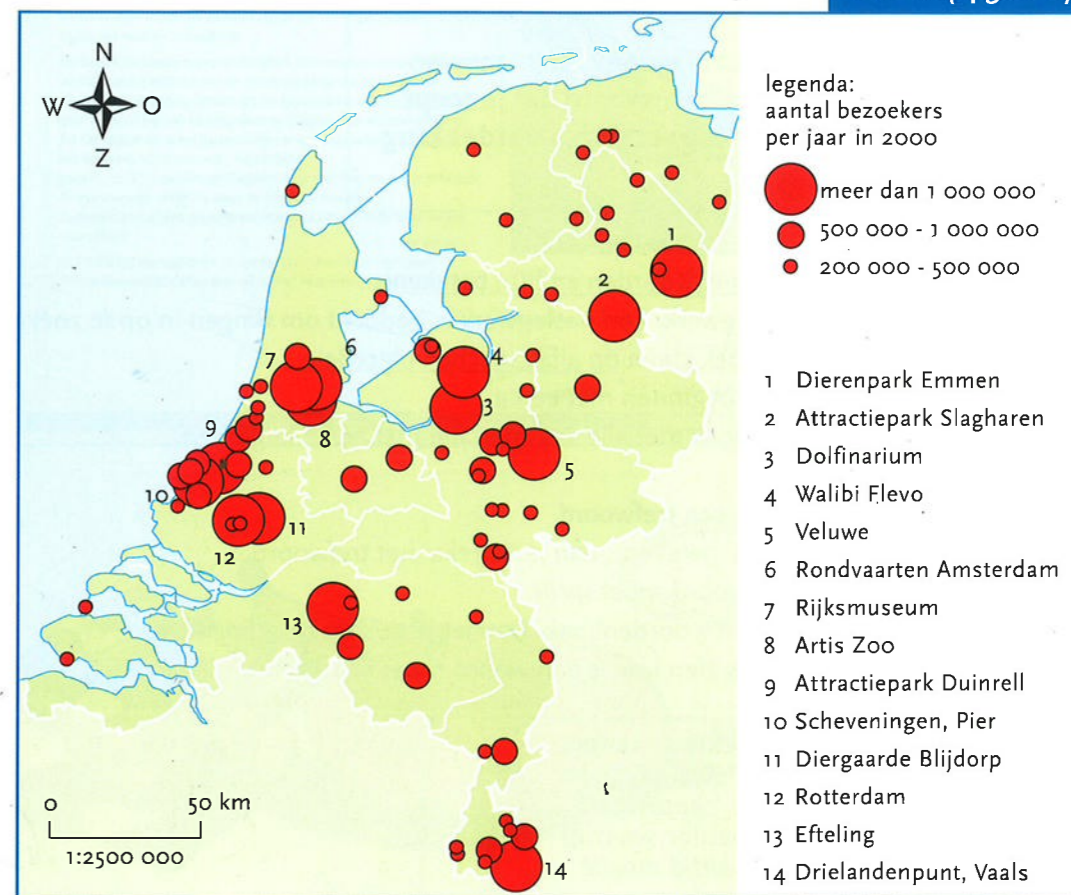 N
W O
Z
legenda:
aantal bezoekers
per jaar in 2000
meer dan 1 000 000
500 000 - 1 000 000
200 000 - 500 000
1
2
6
7
4
3
8
9
5
10
11
12
13
14
1 Dierenpark Emmen
2 Attractiepark Slagharen
3 Dolfinarium
4 Walibi Flevo
5 Veluwe
6 Rondvaarten Amsterdam
7 Rijksmuseum
8 Artis Zoo
9 Attractiepark Duinrell
10 Scheveningen, Pier
11 Diergaarde Blijdorp
12 Rotterdam
13 Efteling
14 Drielandenpunt, Vaals
0 50 km
1:2500 000